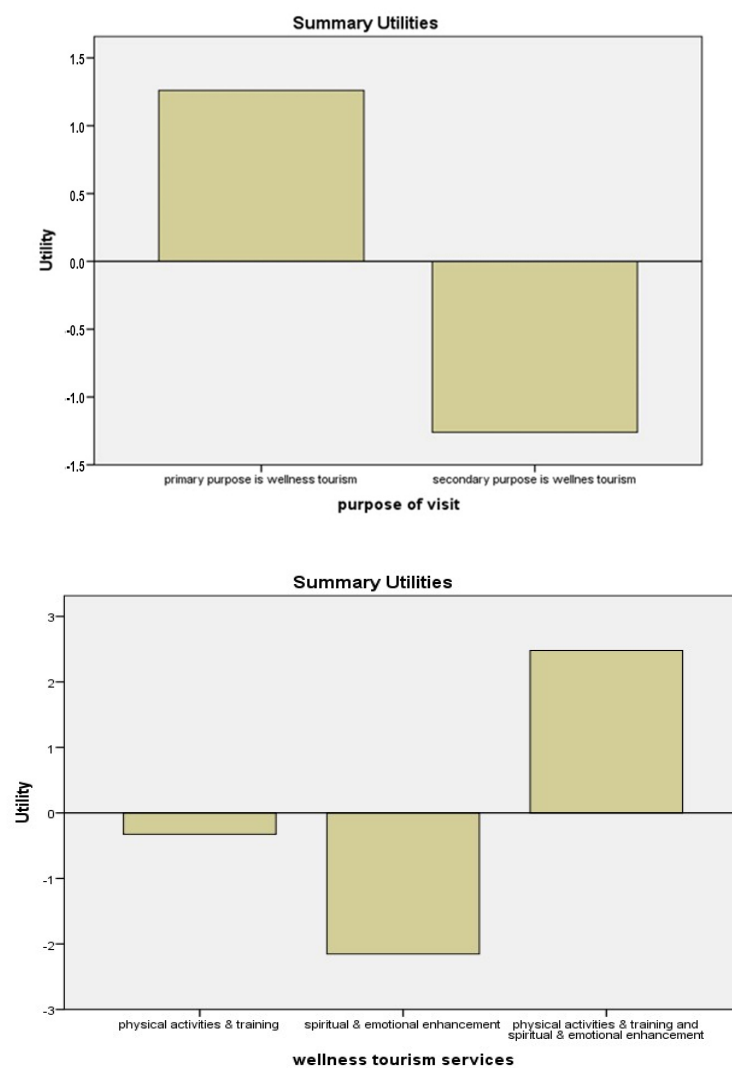 Summary Utilities
1.5
1.0
0.5
0.0
-0.5
-1.0
-1.5
Utility
primary purpose is wellness tourism
secondary purpose is wellnes tourism
purpose of visit
Summary Utilities
3
2
1
0
-1
-2
-3
Utility
physical activities & training
spiritual & emotional enhancement
physical activities & training and
spiritual & emotional enhancement
wellness tourism services